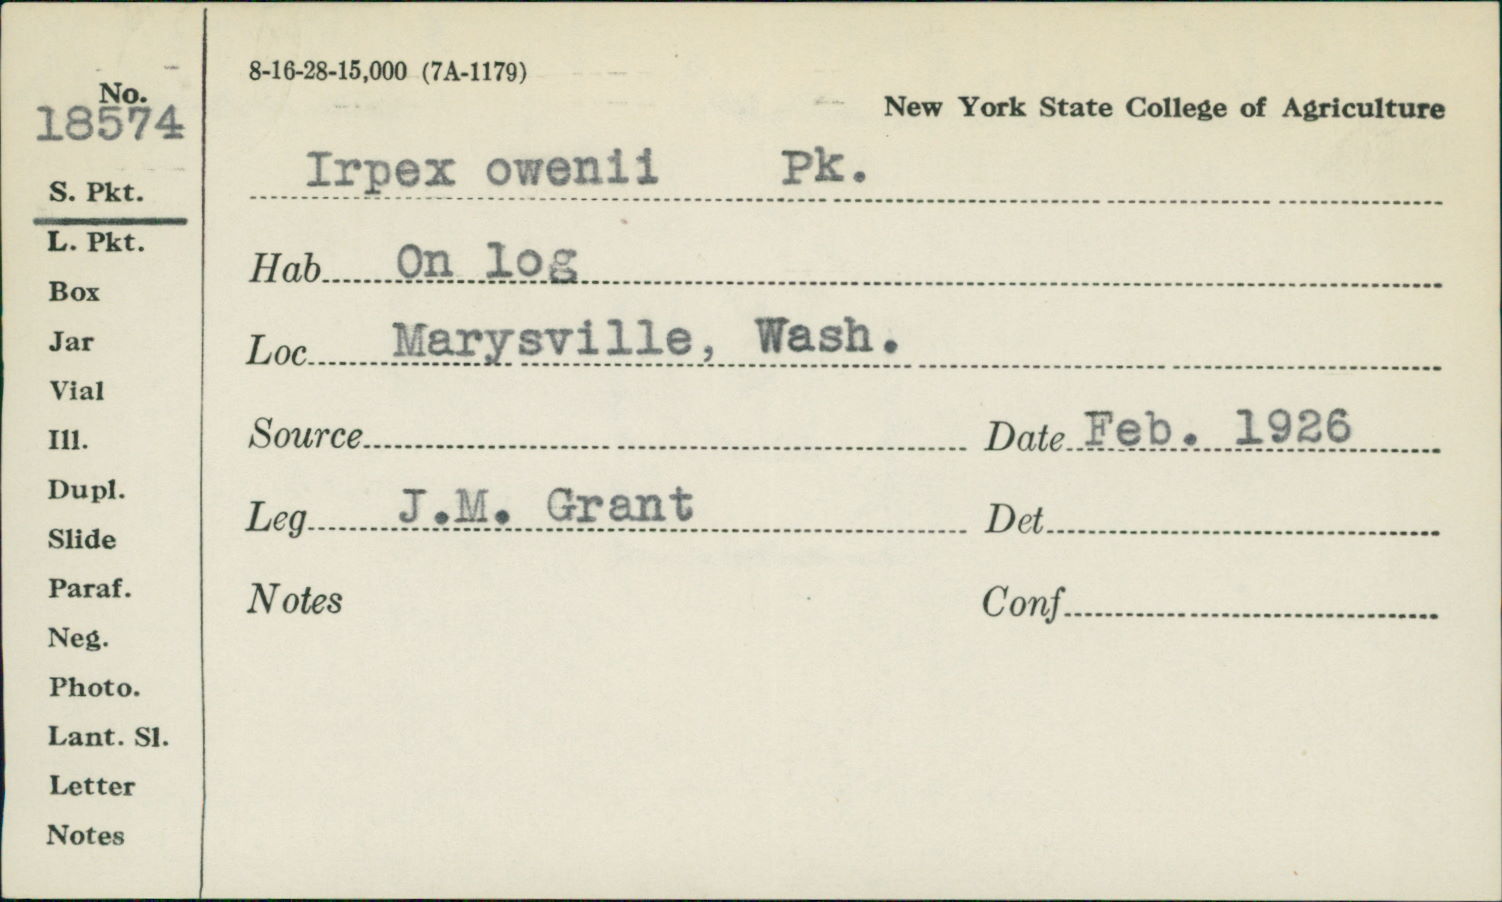 No.
18574
S. Pkt.
L. Pkt.
Box
Jar
Vial
Ill.
Dupl.
Slide
Paraf.
Neg.
Photo.
Lant. Sl.
Letter
Notes
8-16-28-15,000 (7A-1179)
New York State College of Agriculture
Irpex owenii Pk.
Hab On log
Loc Marysville, Wash.
Source Date Feb. 1926
Leg J.M. Grant Det
Notes Conf